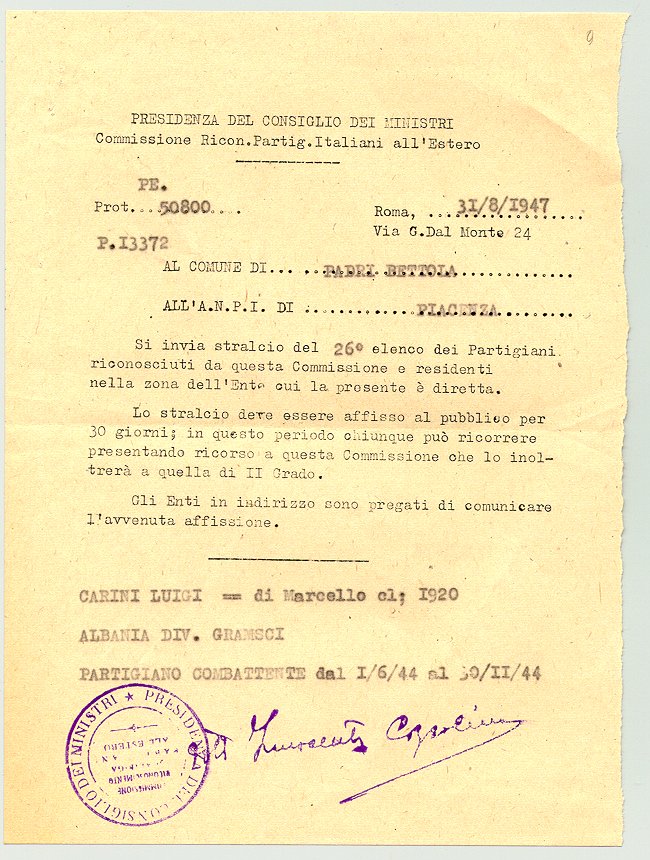 9
PRESIDENZA DEL CONSIGLIO DEI MINISTRI
Commissione Ricon.Partig.Italiani all'Estero
PE.
Prot....50800.... Roma, ...31/8/1947...
Via G.Dal Monte 24
P.I3372
AL COMUNE DI... PADRI BETTOLA
ALL'A.N.P.I. DI ... PIACENZA
Si invia stralcio del 26° elenco dei Partigiani
riconosciuti da questa Commissione e residenti
nella zona dell'Ente cui la presente è diretta.
Lo stralcio deve essere affisso al pubblico per
30 giorni; in questo periodo chiunque può ricorrere
presentando ricorso a questa Commissione che lo inol-
trerà a quella di II Grado.
Gli Enti in indirizzo sono pregati di comunicare
l'avvenuta affissione.
CARINI LUIGI == di Marcello cl; I920
ALBANIA DIV. GRAMSCI
PARTIGIANO COMBATTENTE dal I/6/44 al 30/II/44
PRESIDENZA DEL CONSIGLIO DEI MINISTRI ★
COMMISSIONE
RICONOSCIMENTO
ALL ESTERO